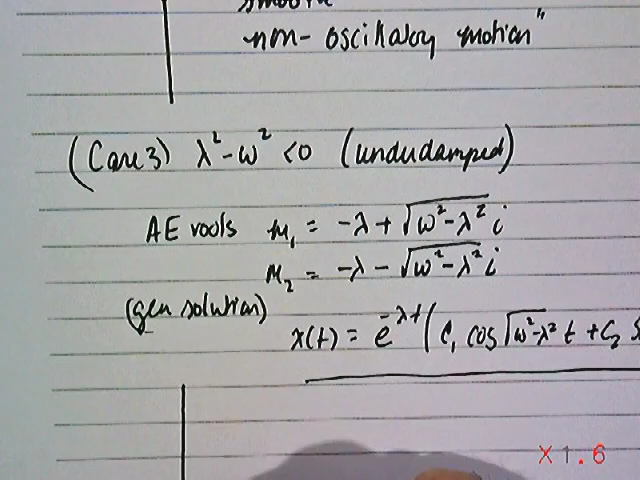 smooth
non-oscillatory motion"
(Case 3) λ²-ω² <0 (underdamped)
AE roots m₁ = -λ + √(ω²-λ²) i
m₂ = -λ - √(ω²-λ²) i
(gen solution)
x(t) = e^(-λt) (c₁ cos √(ω²-λ²) t + c₂ s
X1.6